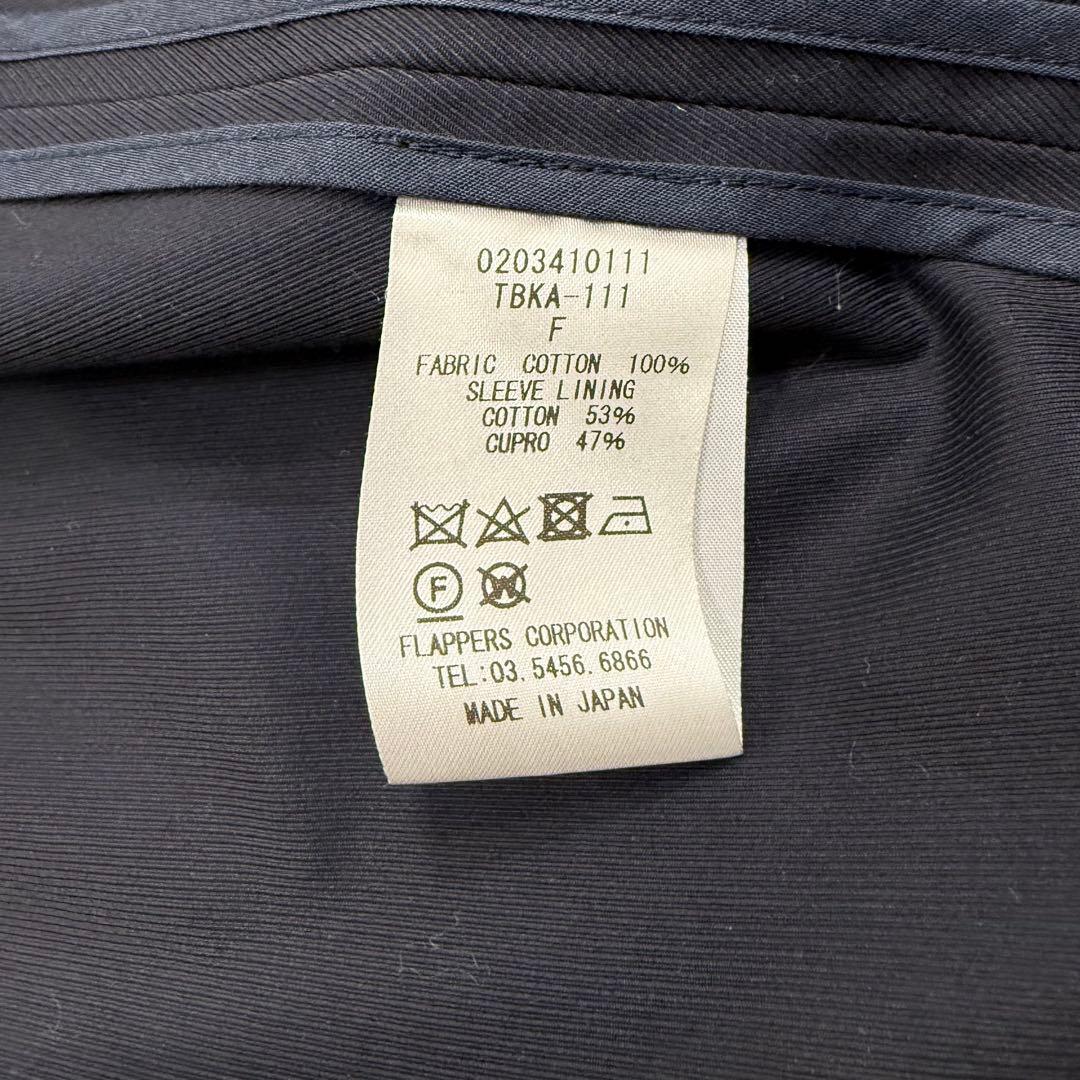 0203410111
TBKA-111
F
FABRIC COTTON 100%
SLEEVE LINING
COTTON 53%
CUPRO 47%
F W
FLAPPERS CORPORATION
TEL:03.5456.6866
MADE IN JAPAN